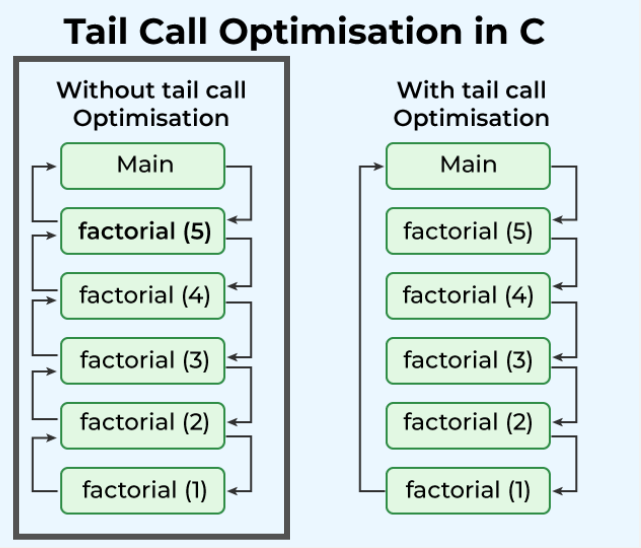 Tail Call Optimisation in C
Without tail call
Optimisation
Main
factorial (5)
factorial (4)
factorial (3)
factorial (2)
factorial (1)
With tail call
Optimisation
Main
factorial (5)
factorial (4)
factorial (3)
factorial (2)
factorial (1)